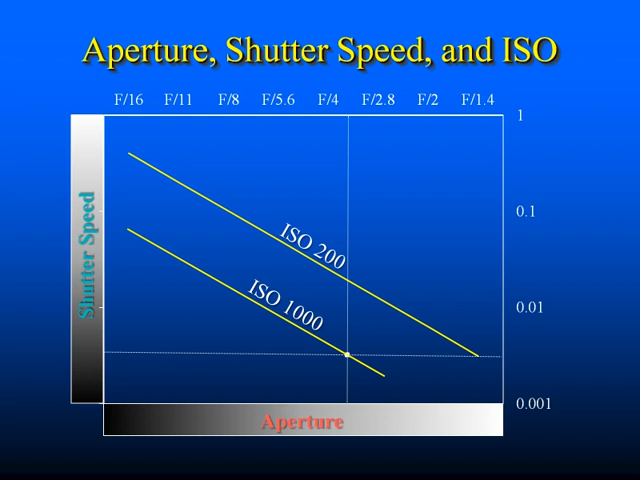 Aperture, Shutter Speed, and ISO
F/16 F/11 F/8 F/5.6 F/4 F/2.8 F/2 F/1.4
1
0.1
0.01
0.001
Shutter Speed
ISO 200
ISO 1000
Aperture